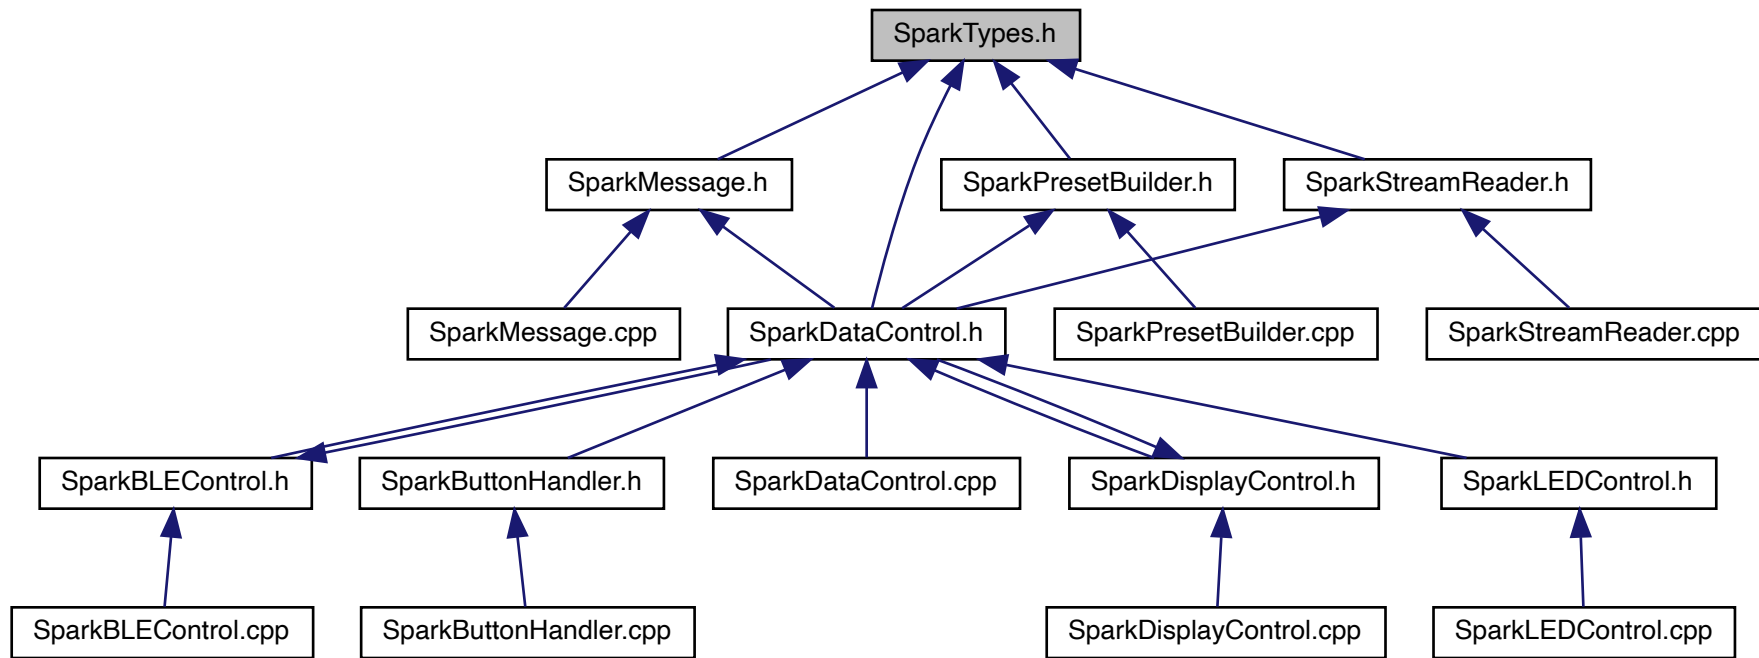 SparkTypes.h
SparkMessage.h
SparkPresetBuilder.h
SparkStreamReader.h
SparkMessage.cpp
SparkDataControl.h
SparkPresetBuilder.cpp
SparkStreamReader.cpp
SparkBLEControl.h
SparkButtonHandler.h
SparkDataControl.cpp
SparkDisplayControl.h
SparkLEDControl.h
SparkBLEControl.cpp
SparkButtonHandler.cpp
SparkDisplayControl.cpp
SparkLEDControl.cpp